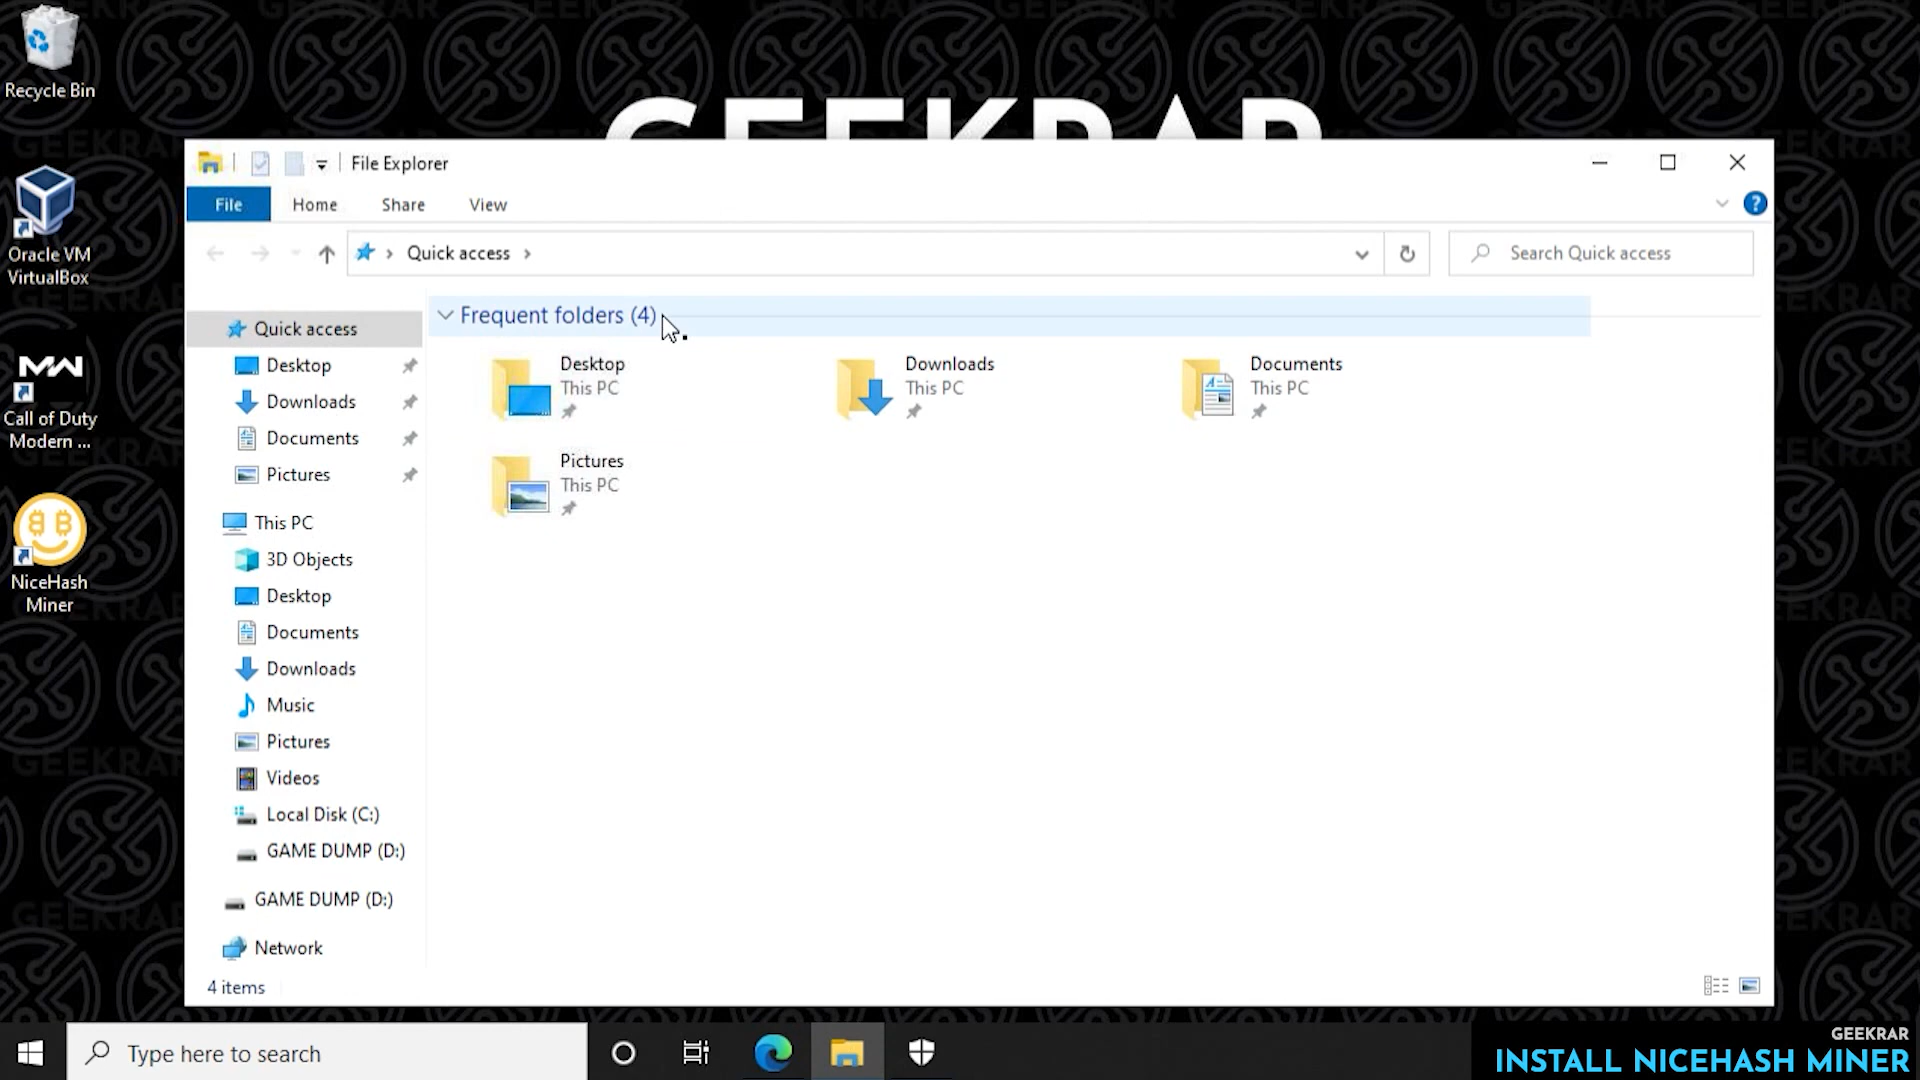 GEEKRAR
Recycle Bin
Oracle VM
VirtualBox
Call of Duty
Modern ...
NiceHash
Miner
File Explorer
File
Home
Share
View
Quick access
Search Quick access
Quick access
Desktop
Downloads
Documents
Pictures
This PC
3D Objects
Desktop
Documents
Downloads
Music
Pictures
Videos
Local Disk (C:)
GAME DUMP (D:)
GAME DUMP (D:)
Network
Frequent folders (4)
Desktop
This PC
Downloads
This PC
Documents
This PC
Pictures
This PC
4 items
Type here to search
GEEKRAR
INSTALL NICEHASH MINER